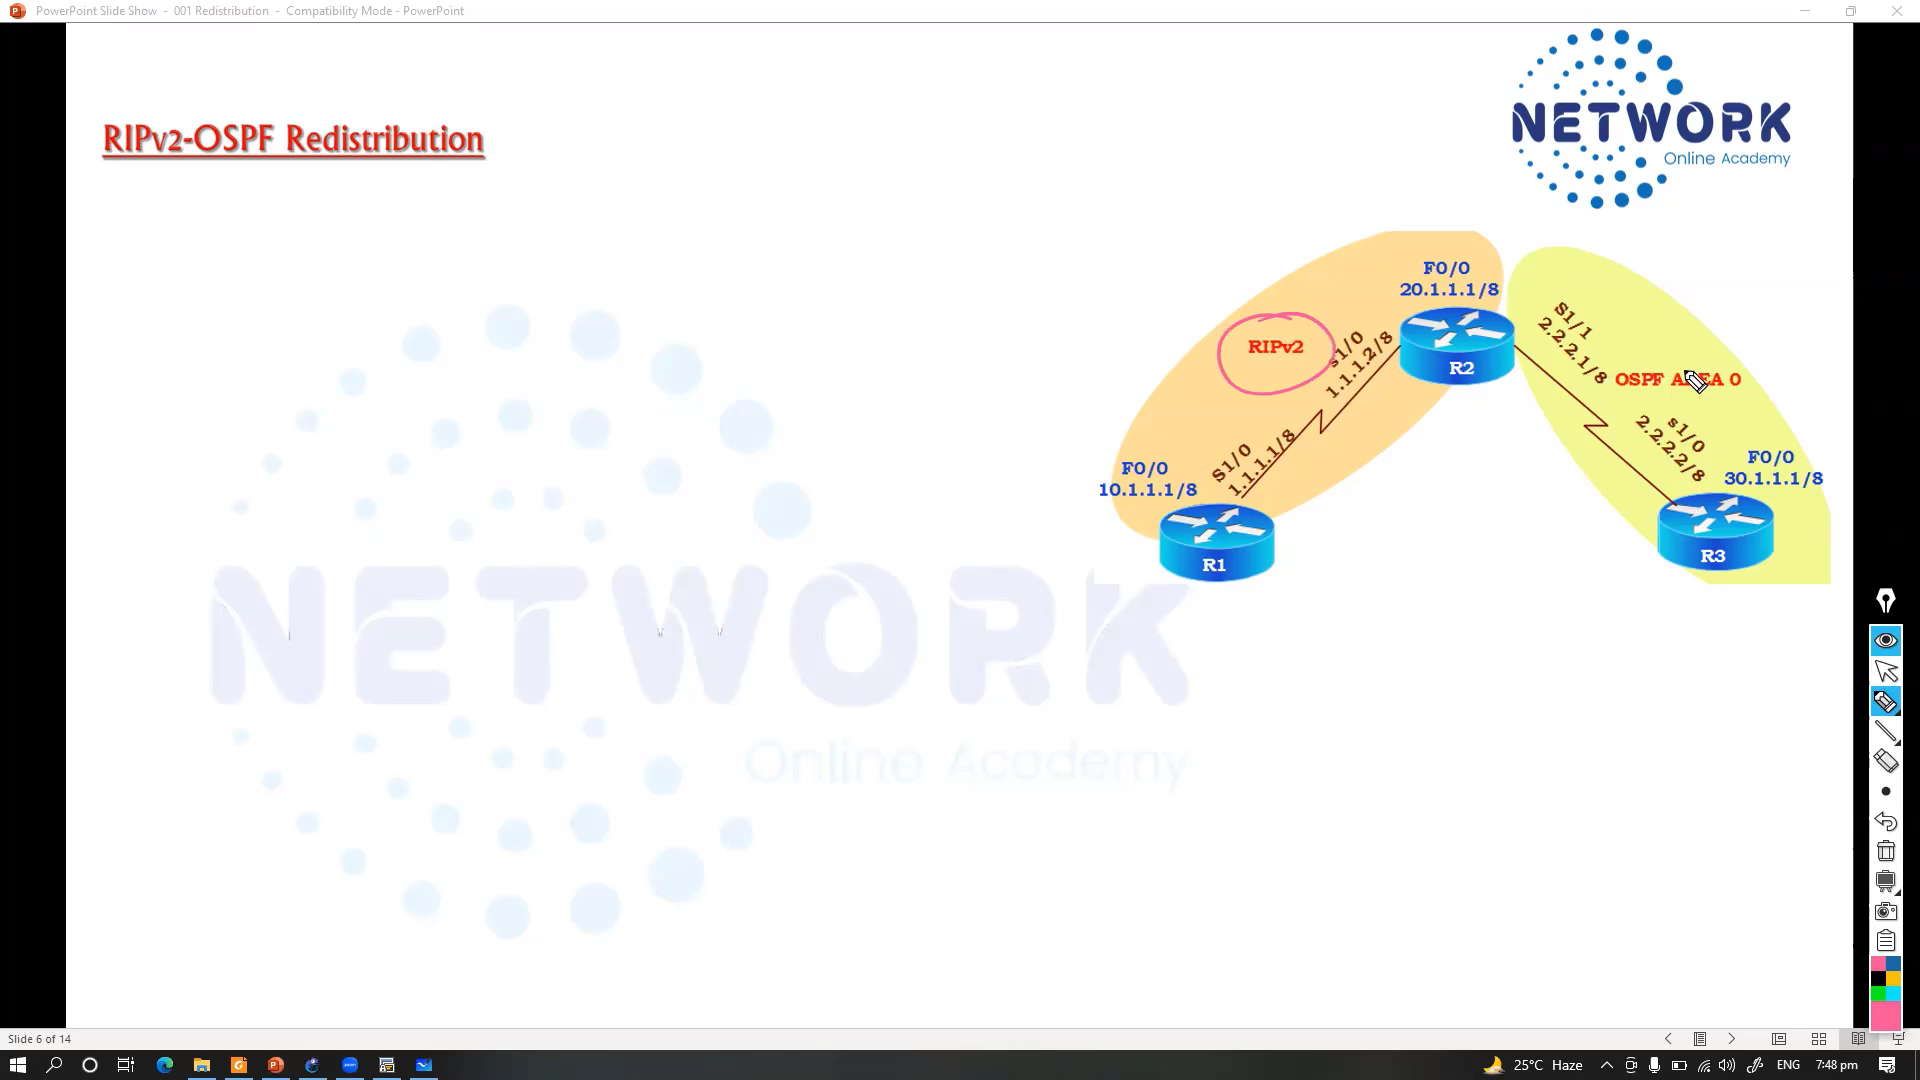 PowerPoint Slide Show - 001 Redistribution - Compatibility Mode - PowerPoint
RIPv2-OSPF Redistribution
NETWORK
Online Academy
F0/0
20.1.1.1/8
RIPv2
s1/0
1.1.1.2/8
R2
S1/1
2.2.2.1/8
OSPF AREA 0
S1/0
1.1.1.1/8
s1/0
2.2.2.2/8
F0/0
10.1.1.1/8
F0/0
30.1.1.1/8
R1
R3
NETWORK
Online Academy
Slide 6 of 14
25°C Haze
ENG
7:48 pm